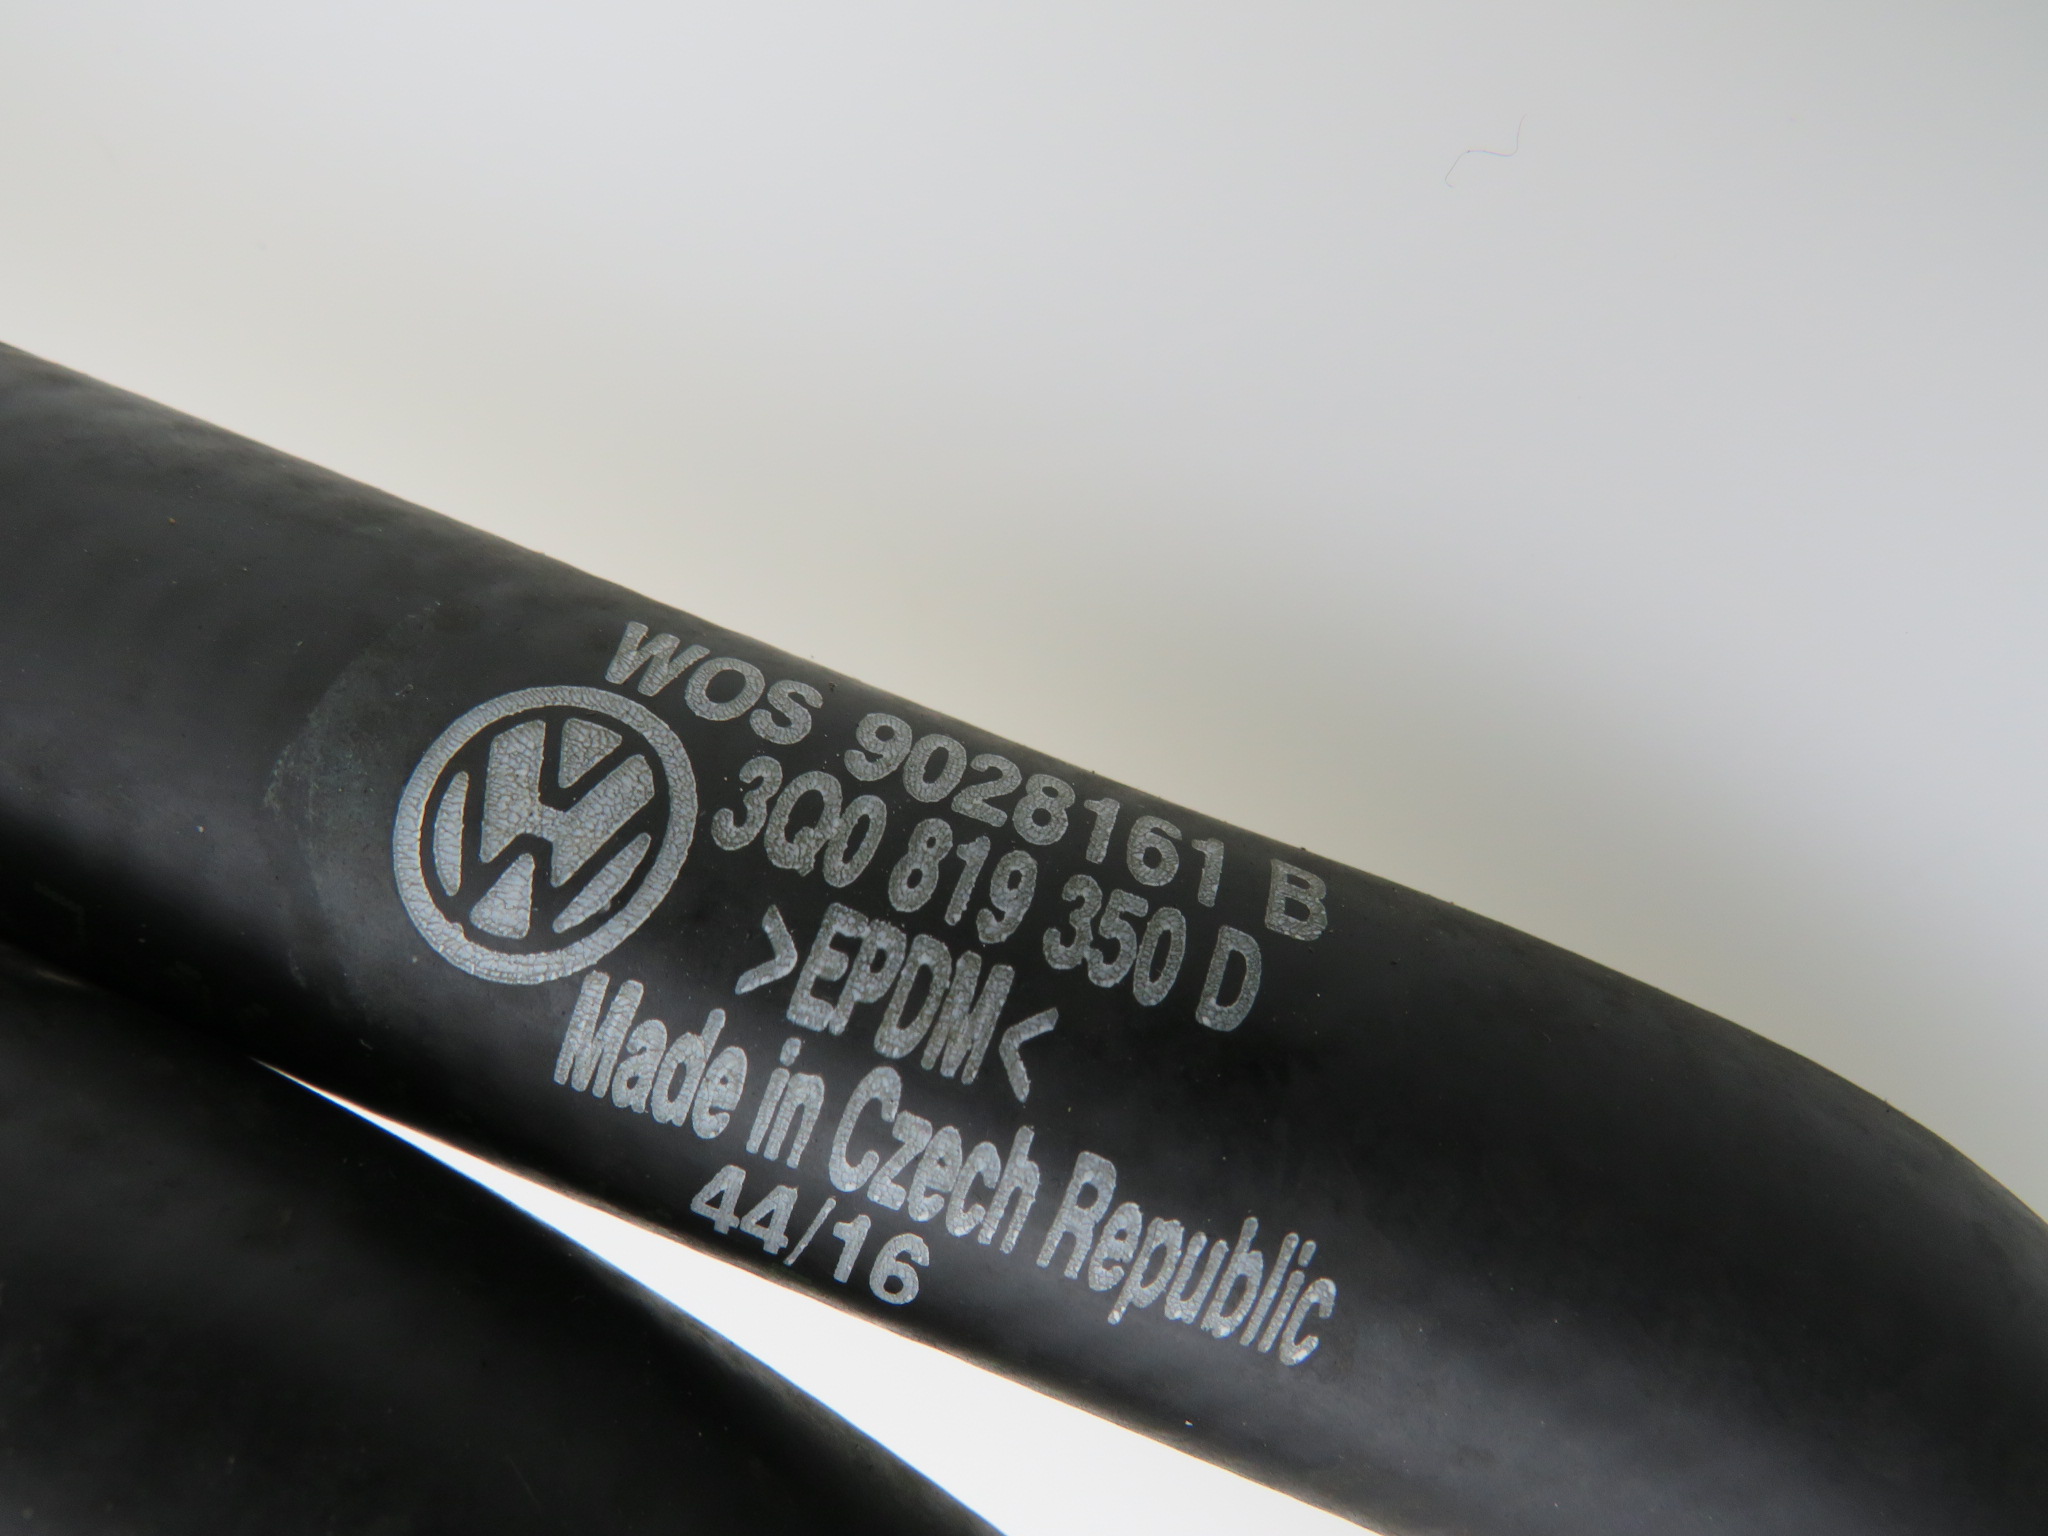 WOS 9028161 B
3Q0 819 350 D
>EPDM<
Made in Czech Republic
44/16